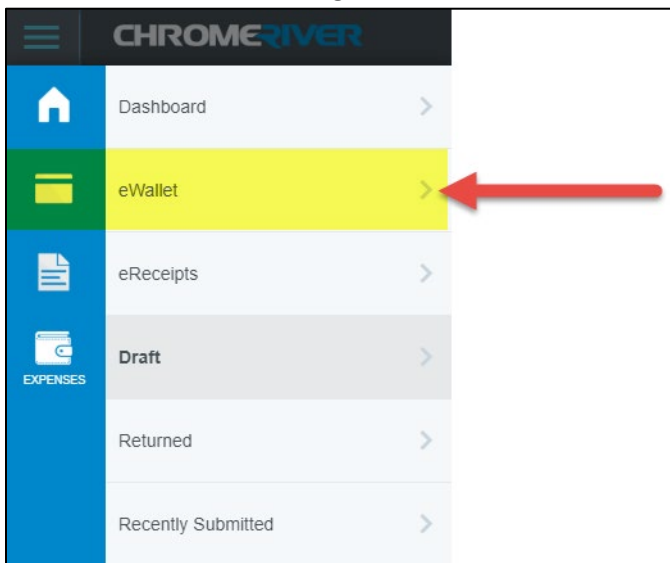 CHROMERIVER
Dashboard
eWallet
eReceipts
Draft
EXPENSES
Returned
Recently Submitted